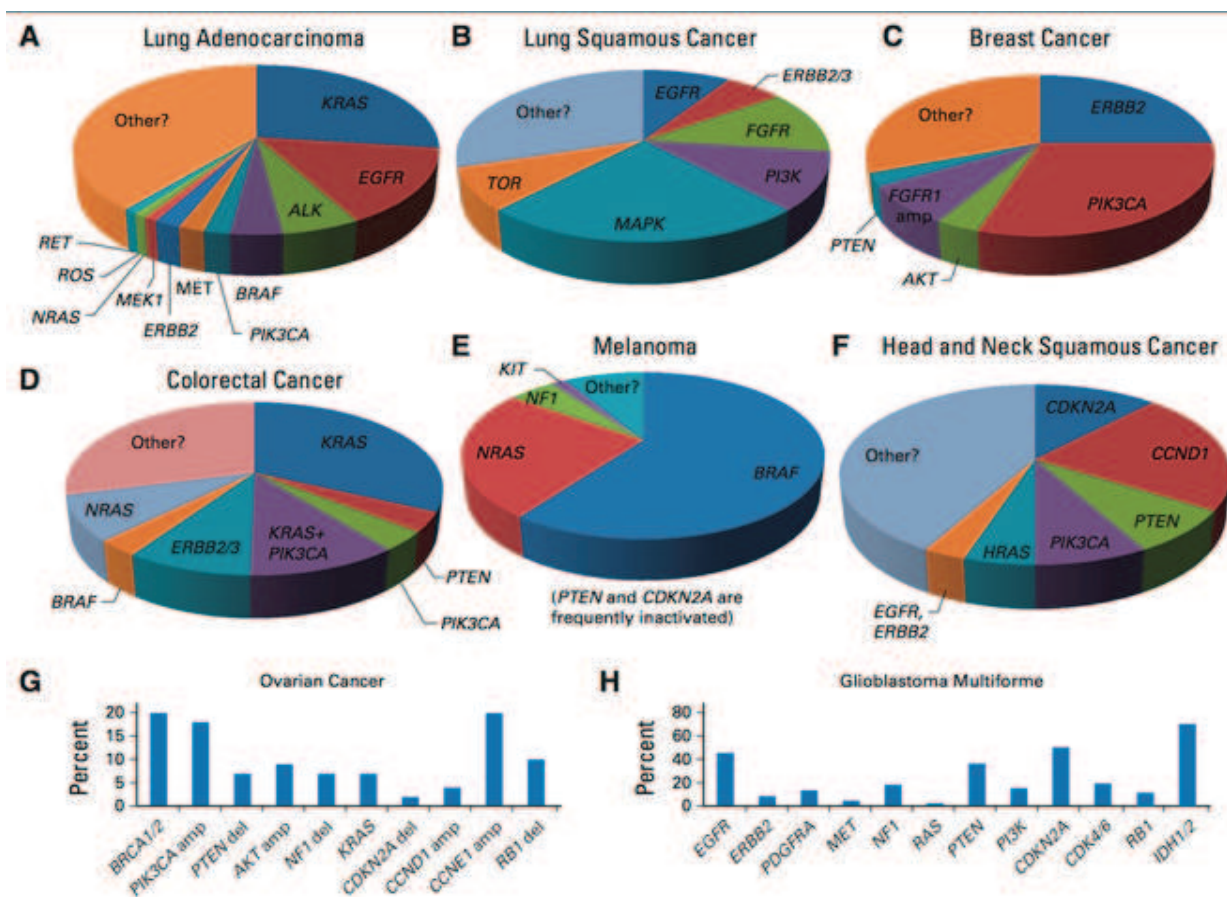 A
Lung Adenocarcinoma
KRAS
EGFR
ALK
BRAF
PIK3CA
MET
ERBB2
MEK1
NRAS
ROS
RET
Other?
B
Lung Squamous Cancer
EGFR
ERBB2/3
FGFR
PI3K
MAPK
TOR
Other?
C
Breast Cancer
ERBB2
PIK3CA
AKT
FGFR1
amp
PTEN
Other?
D
Colorectal Cancer
KRAS
PTEN
PIK3CA
KRAS+
PIK3CA
ERBB2/3
BRAF
NRAS
Other?
E
Melanoma
BRAF
NRAS
NF1
KIT
Other?
(PTEN and CDKN2A are
frequently inactivated)
F
Head and Neck Squamous Cancer
CDKN2A
CCND1
PTEN
PIK3CA
HRAS
EGFR,
ERBB2
Other?
G
Ovarian Cancer
Percent
20
15
10
5
0
BRCA1/2
PIK3CA amp
PTEN del
AKT amp
NF1 del
KRAS
CDKN2A del
CCND1 amp
CCNE1 amp
RB1 del
H
Glioblastoma Multiforme
Percent
80
60
40
20
0
EGFR
ERBB2
PDGFRA
MET
NF1
RAS
PTEN
PI3K
CDKN2A
CDK4/6
RB1
IDH1/2